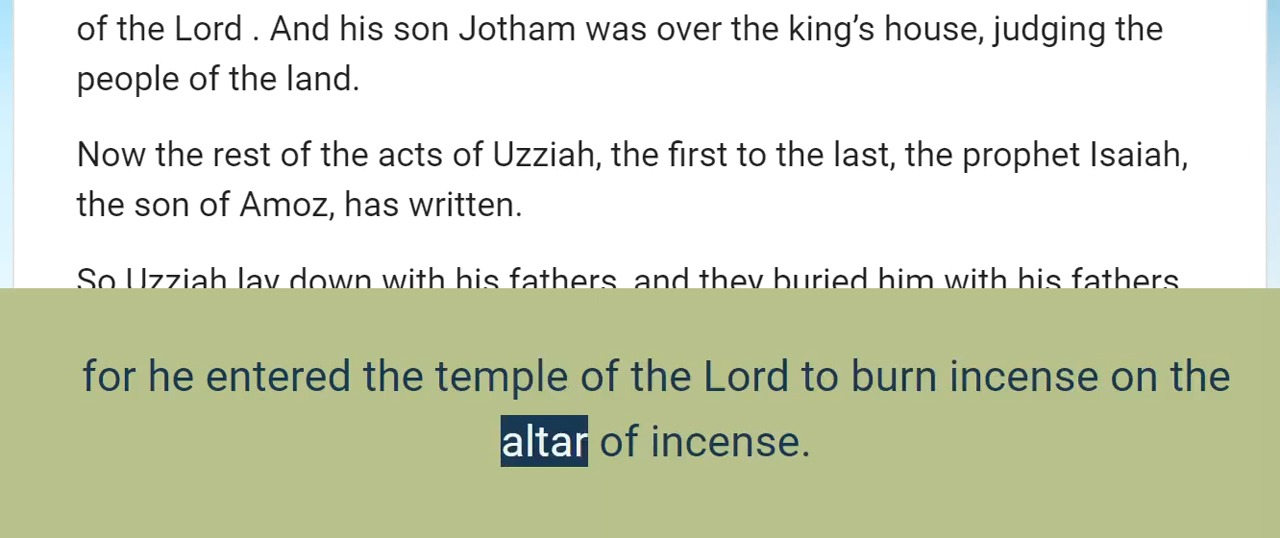 of the Lord . And his son Jotham was over the king’s house, judging the
people of the land.
Now the rest of the acts of Uzziah, the first to the last, the prophet Isaiah,
the son of Amoz, has written.
So Uzziah lay down with his fathers, and they buried him with his fathers
for he entered the temple of the Lord to burn incense on the
altar of incense.